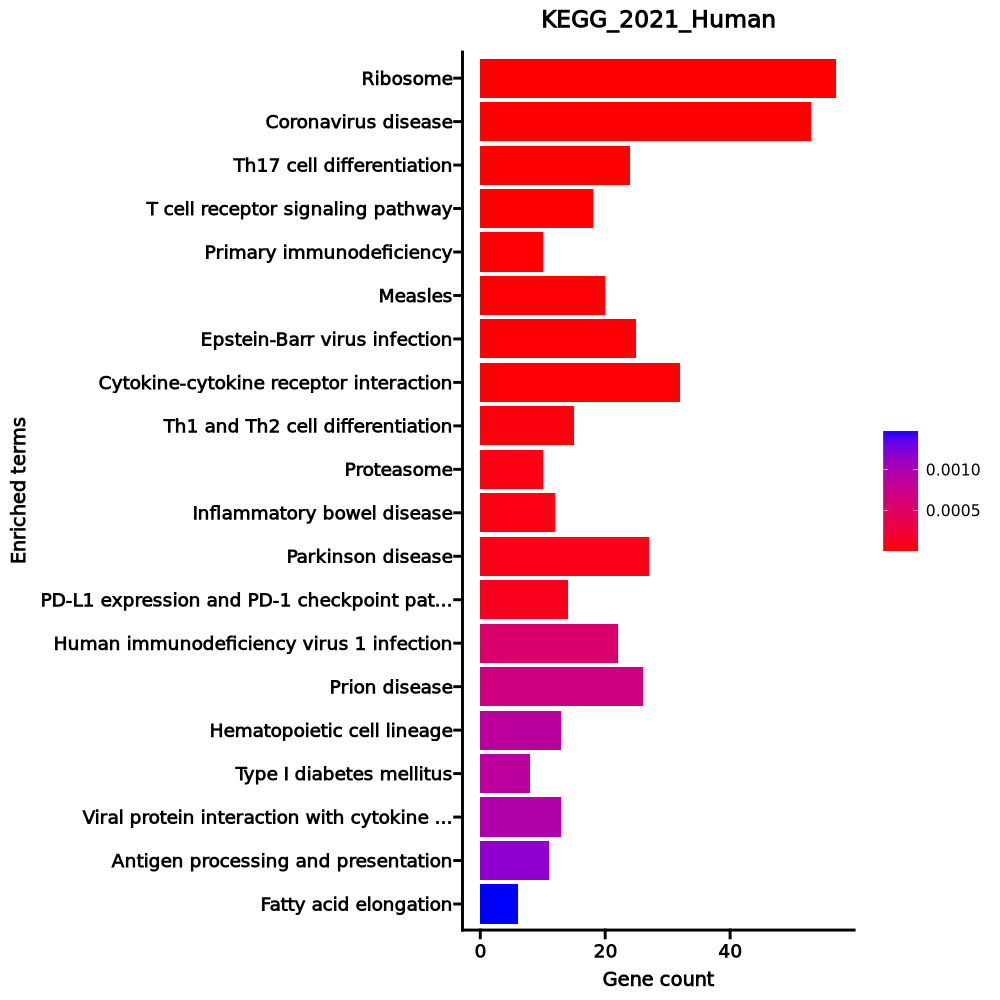 KEGG_2021_Human
Ribosome
Coronavirus disease
Th17 cell differentiation
T cell receptor signaling pathway
Primary immunodeficiency
Measles
Epstein-Barr virus infection
Cytokine-cytokine receptor interaction
Th1 and Th2 cell differentiation
Proteasome
Inflammatory bowel disease
Parkinson disease
PD-L1 expression and PD-1 checkpoint pat...
Human immunodeficiency virus 1 infection
Prion disease
Hematopoietic cell lineage
Type I diabetes mellitus
Viral protein interaction with cytokine ...
Antigen processing and presentation
Fatty acid elongation
Enriched terms
0 20 40
Gene count
0.0010
0.0005